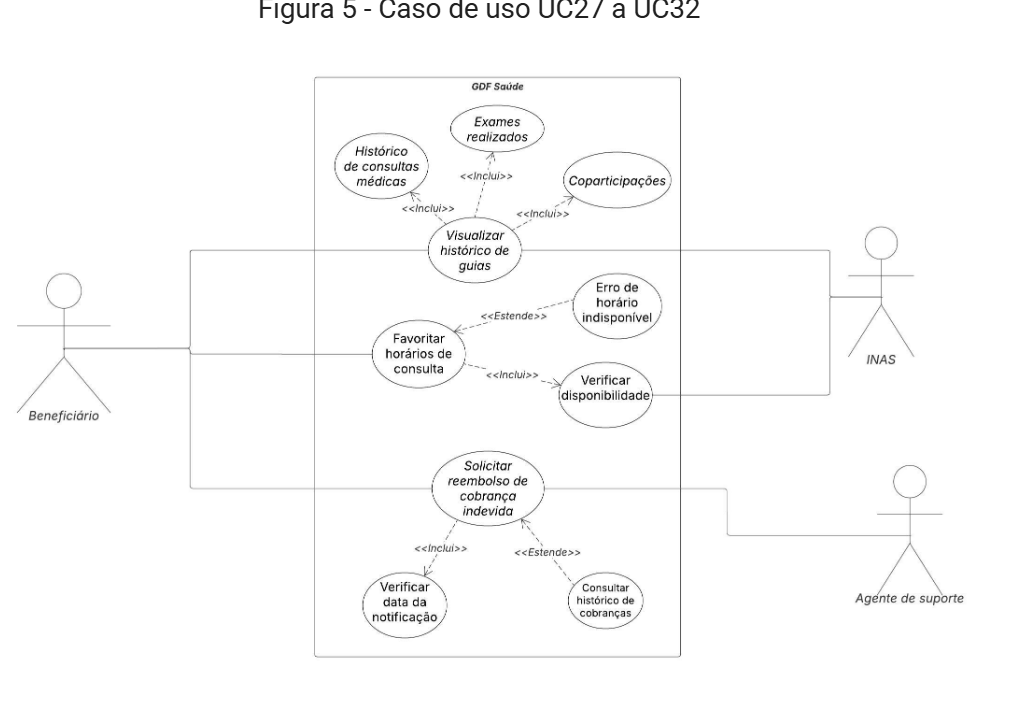 Figura 5 - Caso de uso UC27 a UC32
GDF Saúde
Exames
realizados
Histórico
de consultas
médicas
<<Inclui>>
Coparticipações
<<Inclui>>
<<Inclui>>
Visualizar
histórico de
guias
Erro de
horário
indisponível
<<Estende>>
Favoritar
horários de
consulta
<<Inclui>>
Verificar
disponibilidade
INAS
Beneficiário
Solicitar
reembolso de
cobrança
indevida
<<Inclui>>
<<Estende>>
Verificar
data da
notificação
Consultar
histórico de
cobranças
Agente de suporte